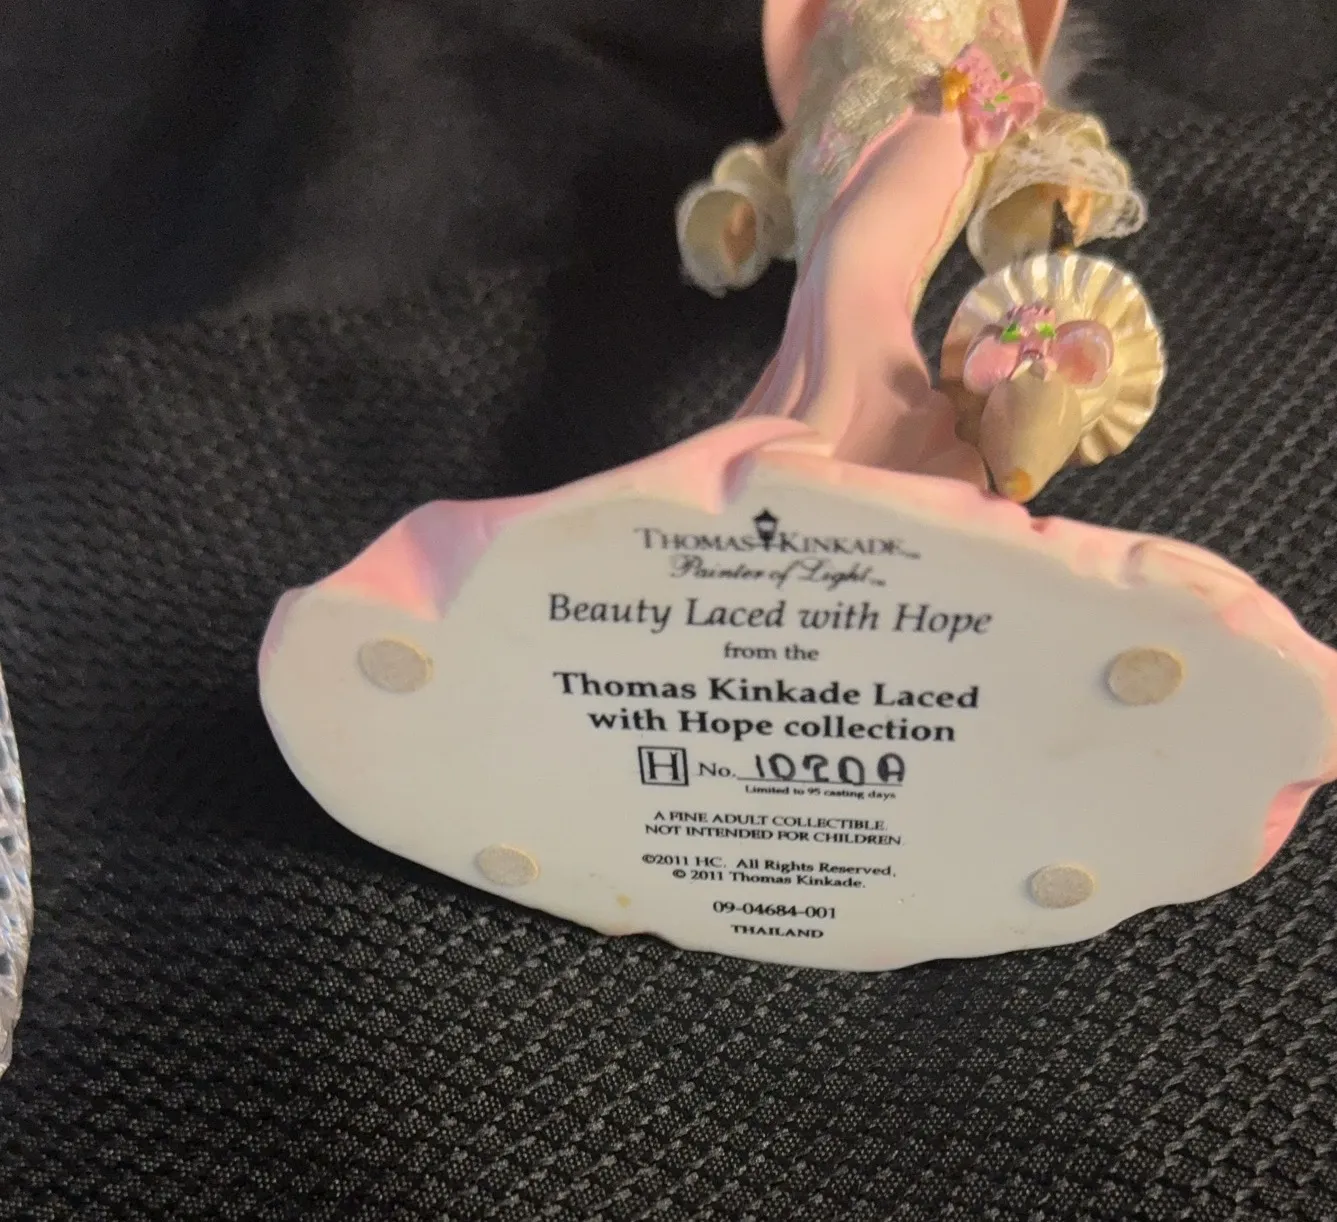 THOMAS KINKADE™
Painter of Light™
Beauty Laced with Hope
from the
Thomas Kinkade Laced
with Hope collection
H No. 1020A
Limited to 95 casting days
A FINE ADULT COLLECTIBLE.
NOT INTENDED FOR CHILDREN.
©2011 HC. All Rights Reserved.
© 2011 Thomas Kinkade.
09-04684-001
THAILAND